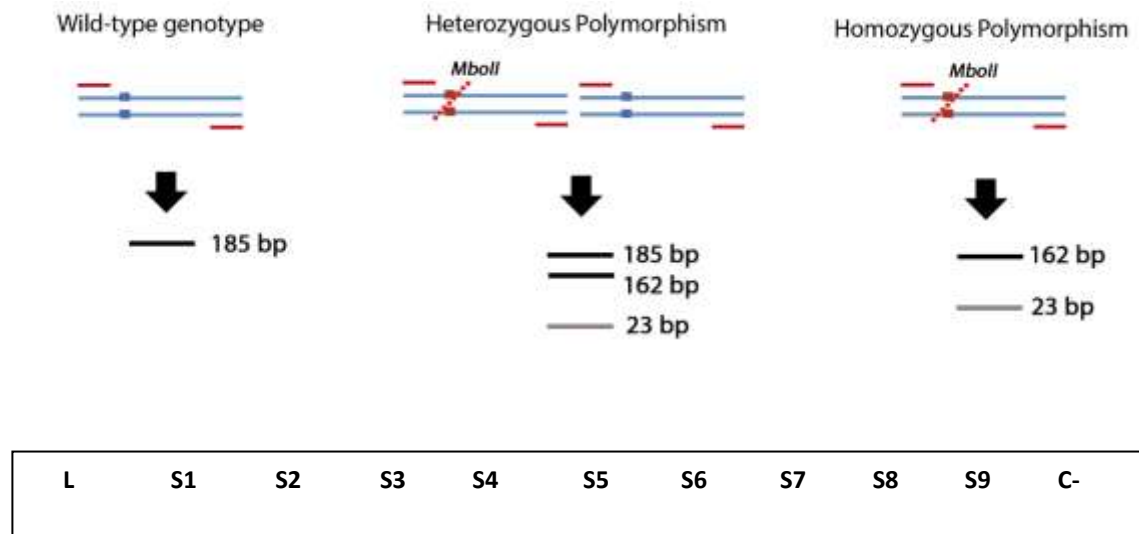 Wild-type genotype
Heterozygous Polymorphism
Homozygous Polymorphism
MboII
MboII
185 bp
185 bp
162 bp
23 bp
162 bp
23 bp
L S1 S2 S3 S4 S5 S6 S7 S8 S9 C-